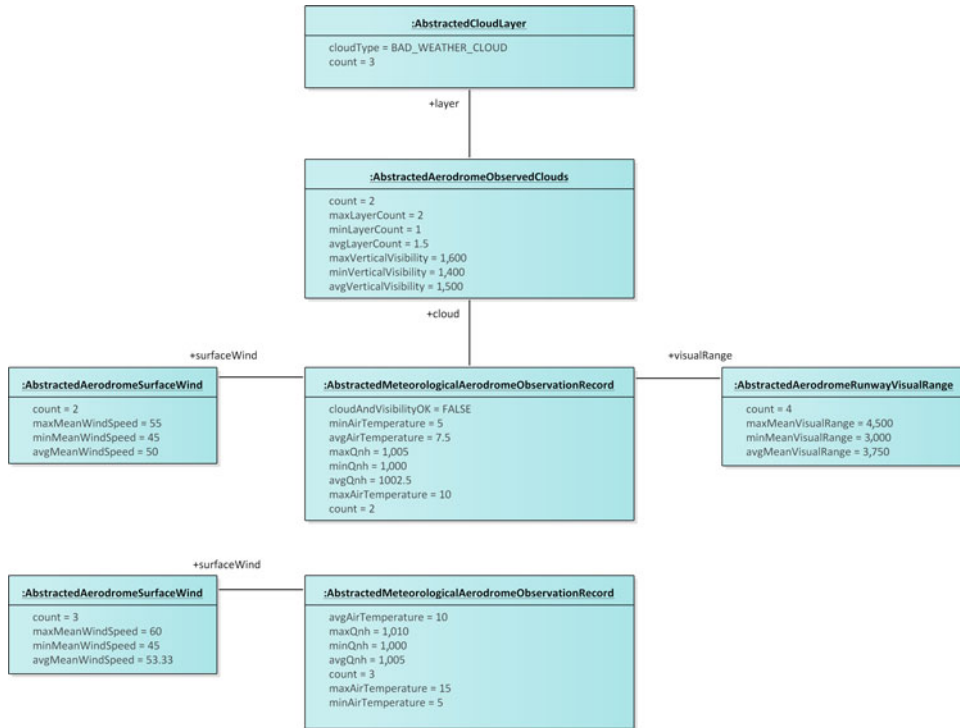 :AbstractedCloudLayer
cloudType = BAD_WEATHER_CLOUD
count = 3
+layer
:AbstractedAerodromeObservedClouds
count = 2
maxLayerCount = 2
minLayerCount = 1
avgLayerCount = 1.5
maxVerticalVisibility = 1,600
minVerticalVisibility = 1,400
avgVerticalVisibility = 1,500
+cloud
+surfaceWind
+visualRange
:AbstractedAerodromeSurfaceWind
count = 2
maxMeanWindSpeed = 55
minMeanWindSpeed = 45
avgMeanWindSpeed = 50
:AbstractedMeteorologicalAerodromeObservationRecord
cloudAndVisibilityOK = FALSE
minAirTemperature = 5
avgAirTemperature = 7.5
maxQnh = 1,005
minQnh = 1,000
avgQnh = 1002.5
maxAirTemperature = 10
count = 2
:AbstractedAerodromeRunwayVisualRange
count = 4
maxMeanVisualRange = 4,500
minMeanVisualRange = 3,000
avgMeanVisualRange = 3,750
+surfaceWind
:AbstractedAerodromeSurfaceWind
count = 3
maxMeanWindSpeed = 60
minMeanWindSpeed = 45
avgMeanWindSpeed = 53.33
:AbstractedMeteorologicalAerodromeObservationRecord
avgAirTemperature = 10
maxQnh = 1,010
minQnh = 1,000
avgQnh = 1,005
count = 3
maxAirTemperature = 15
minAirTemperature = 5